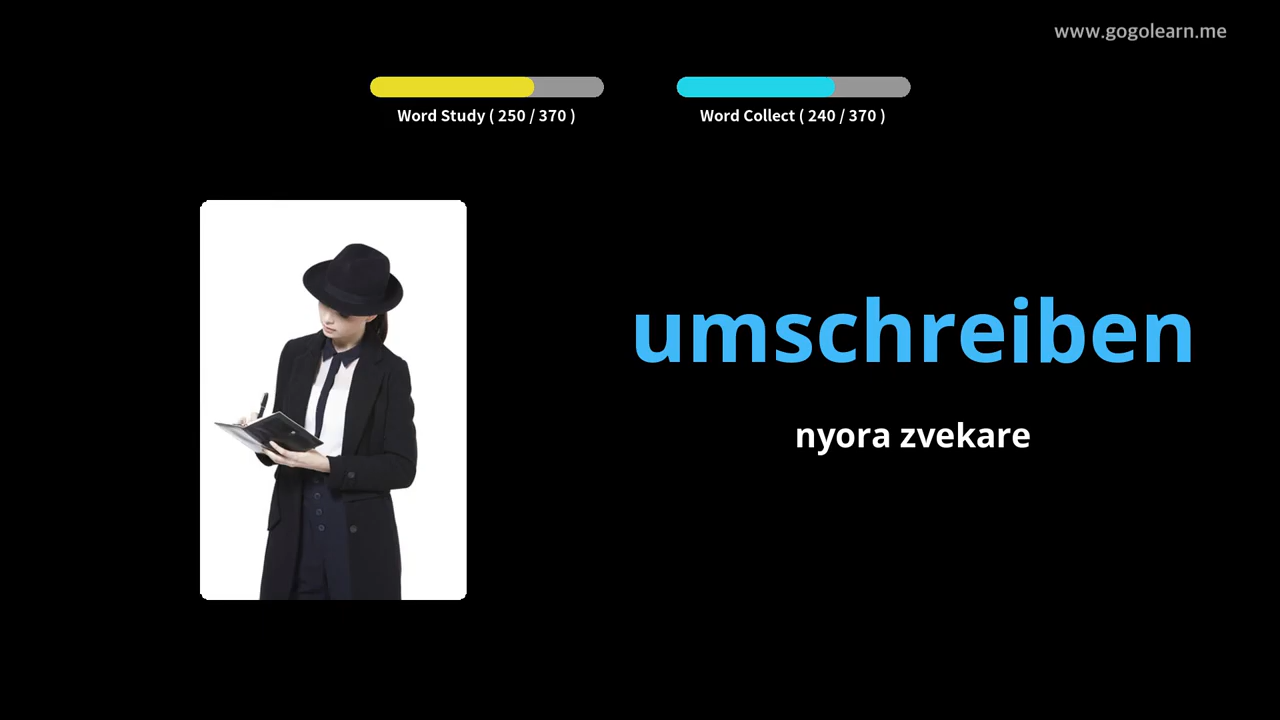 www.gogolearn.me
Word Study ( 250 / 370 )
Word Collect ( 240 / 370 )
umschreiben
nyora zvekare